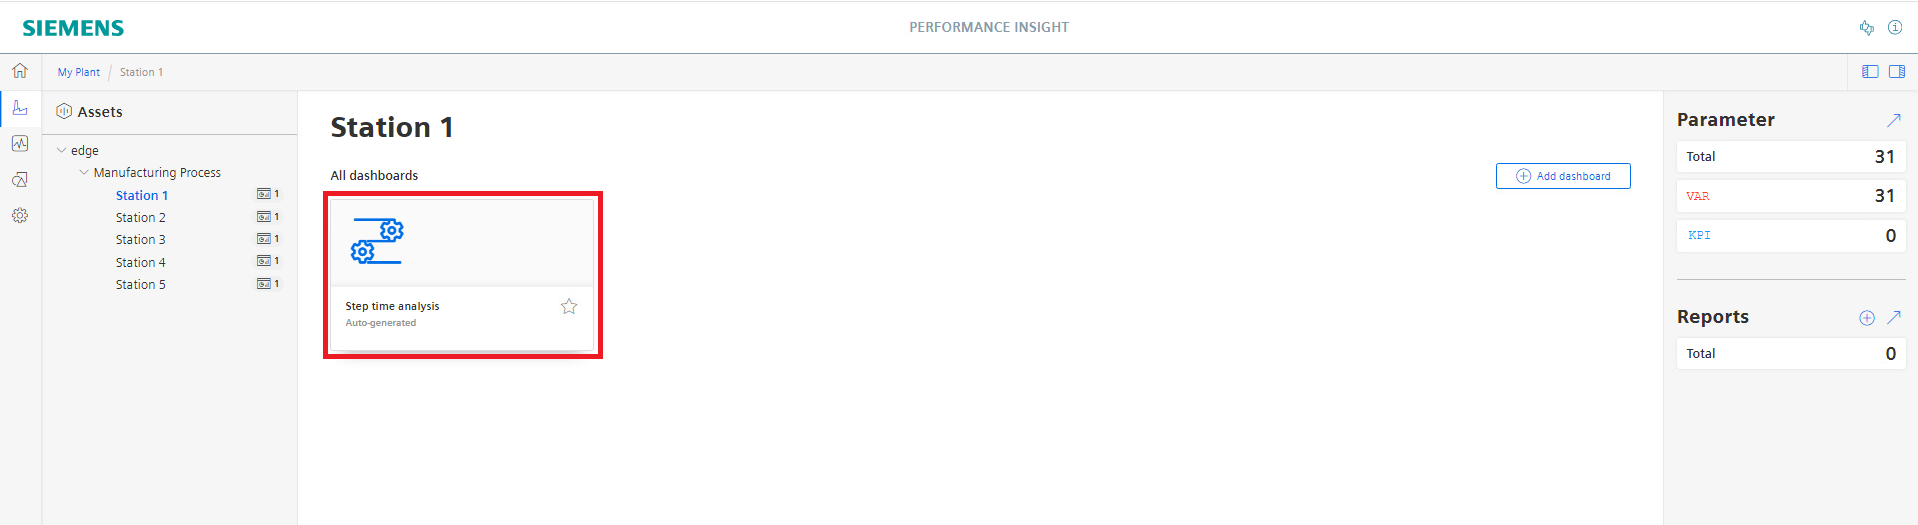 SIEMENS
PERFORMANCE INSIGHT
My Plant / Station 1
Assets
edge
Manufacturing Process
Station 1 1
Station 2 1
Station 3 1
Station 4 1
Station 5 1
Station 1
All dashboards
Add dashboard
Step time analysis
Auto-generated
Parameter
Total 31
VAR 31
KPI 0
Reports
Total 0